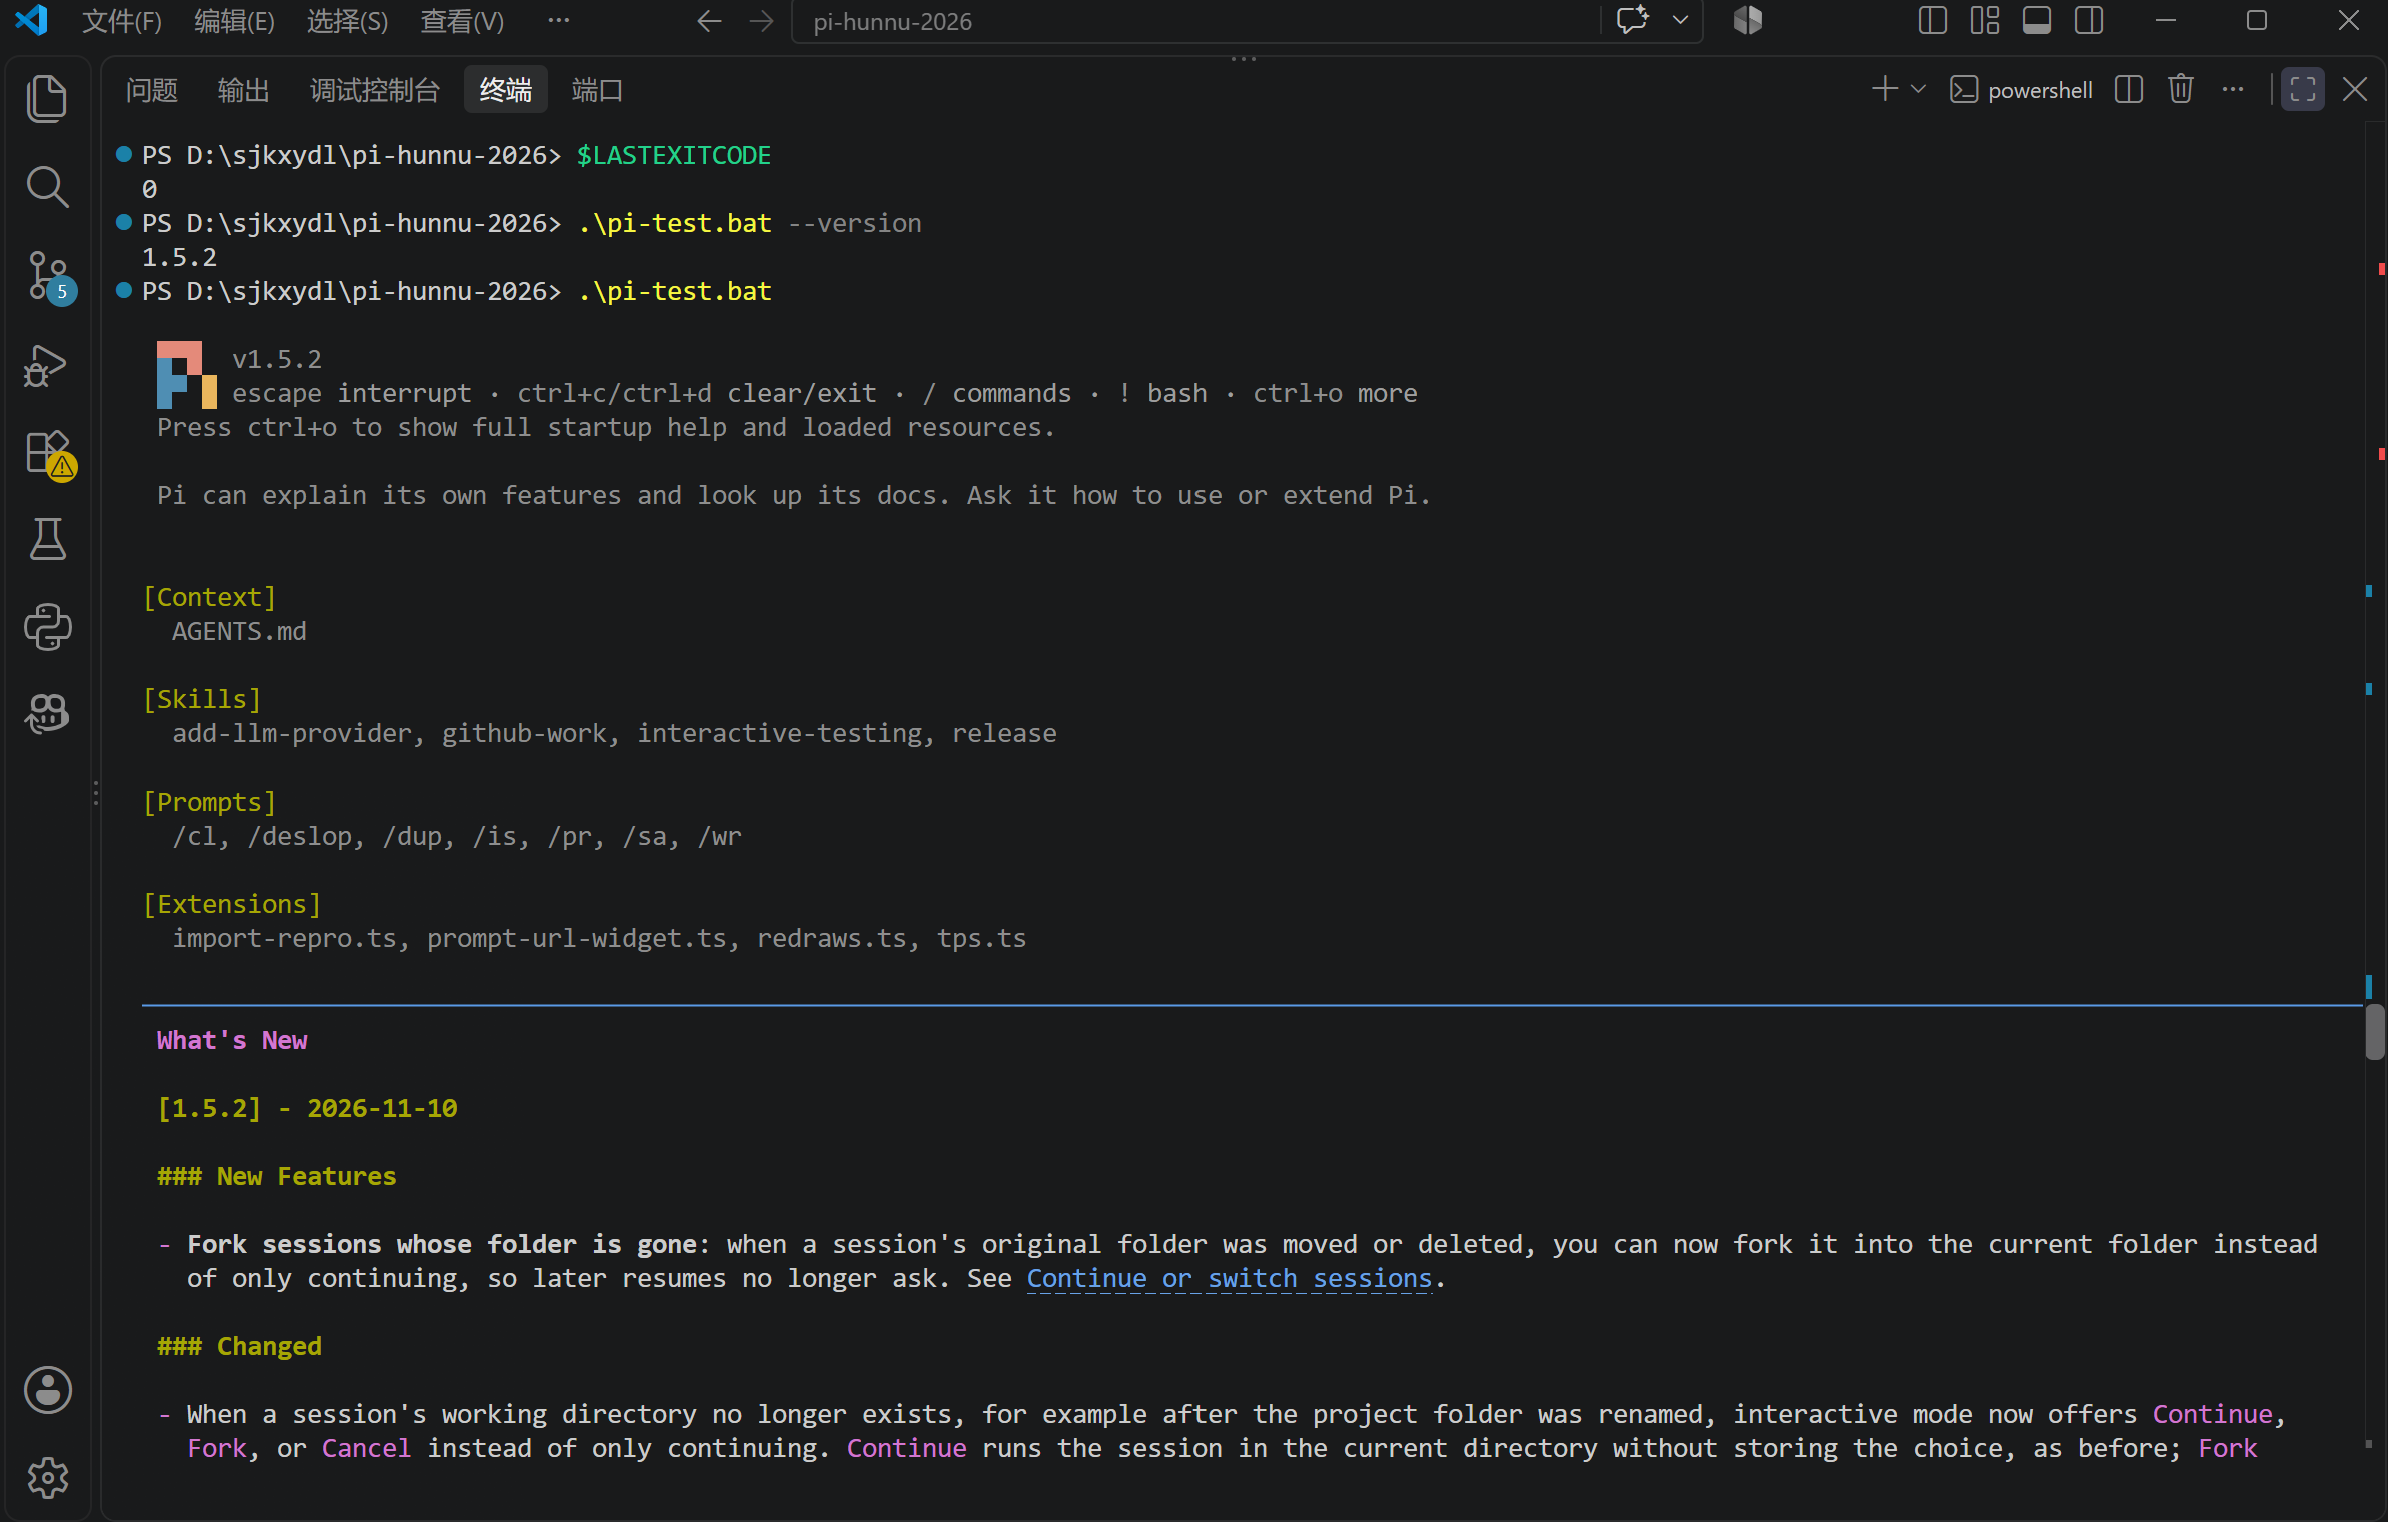 文件(F) 编辑(E) 选择(S) 查看(V) ··· pi-hunnu-2026
问题 输出 调试控制台 终端 端口 powershell ···
PS D:\sjkxydl\pi-hunnu-2026> $LASTEXITCODE
0
PS D:\sjkxydl\pi-hunnu-2026> .\pi-test.bat --version
1.5.2
PS D:\sjkxydl\pi-hunnu-2026> .\pi-test.bat
v1.5.2
escape interrupt · ctrl+c/ctrl+d clear/exit · / commands · ! bash · ctrl+o more
Press ctrl+o to show full startup help and loaded resources.
Pi can explain its own features and look up its docs. Ask it how to use or extend Pi.
[Context]
AGENTS.md
[Skills]
add-llm-provider, github-work, interactive-testing, release
[Prompts]
/cl, /deslop, /dup, /is, /pr, /sa, /wr
[Extensions]
import-repro.ts, prompt-url-widget.ts, redraws.ts, tps.ts
What's New
[1.5.2] - 2026-11-10
### New Features
- Fork sessions whose folder is gone: when a session's original folder was moved or deleted, you can now fork it into the current folder instead
of only continuing, so later resumes no longer ask. See Continue or switch sessions.
### Changed
- When a session's working directory no longer exists, for example after the project folder was renamed, interactive mode now offers Continue,
Fork, or Cancel instead of only continuing. Continue runs the session in the current directory without storing the choice, as before; Fork
5